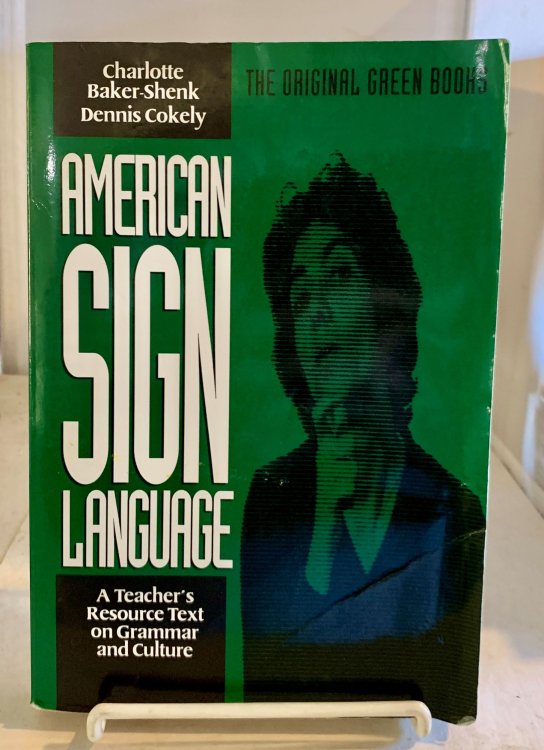 Charlotte
Baker-Shenk
Dennis Cokely
THE ORIGINAL GREEN BOOKS
AMERICAN
SIGN
LANGUAGE
A Teacher's
Resource Text
on Grammar
and Culture